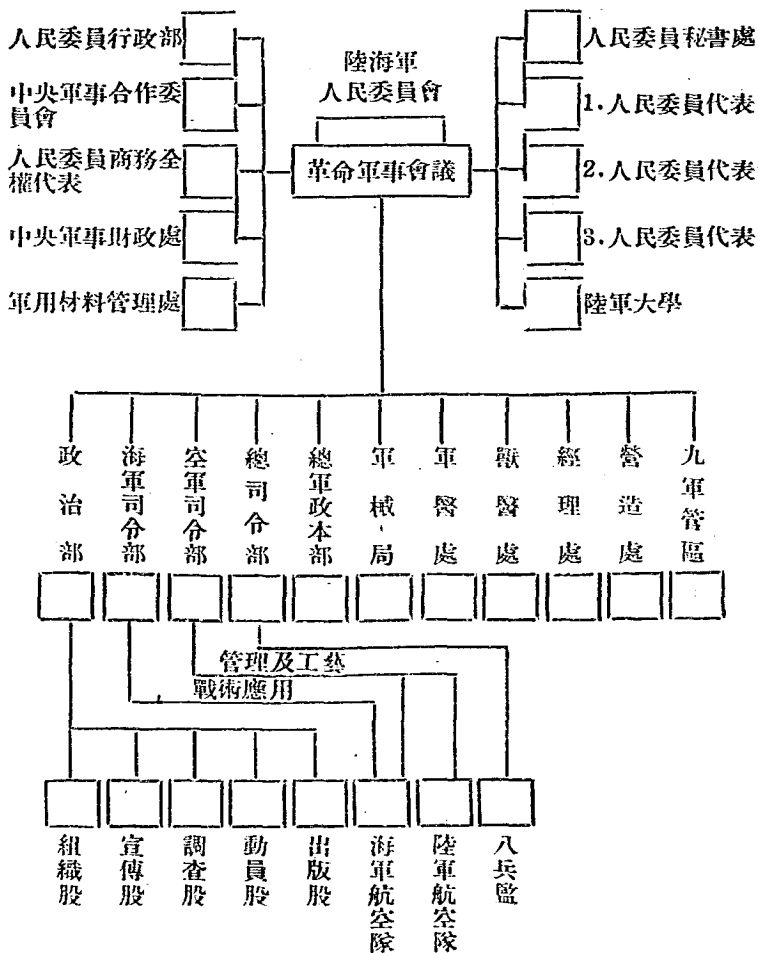 人民委員行政部
中央軍事合作委
員會
人民委員商務全
權代表
中央軍事財政處
軍用材料管理處
陸海軍
人民委員會
革命軍事會議
人民委員秘書處
1.人民委員代表
2.人民委員代表
3.人民委員代表
陸軍大學
政治部
海軍司令部
空軍司令部
總司令部
總軍政本部
軍械局
軍醫處
獸醫處
經理處
營造處
九軍管區
管理及工藝
戰術應用
組織股
宣傳股
調查股
動員股
出版股
海軍航空隊
陸軍航空隊
八兵監